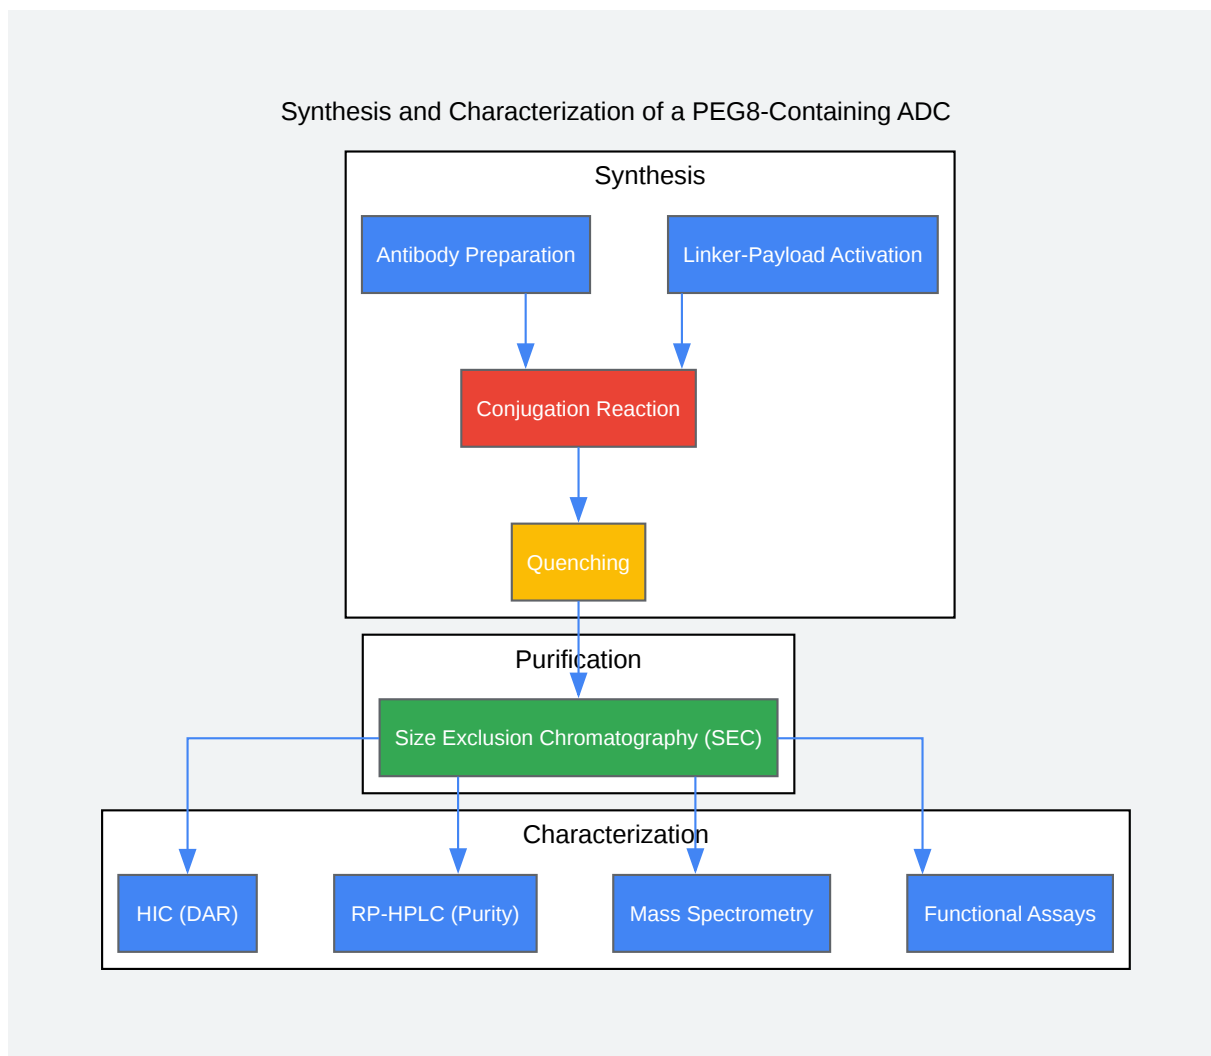 Synthesis and Characterization of a PEG8-Containing ADC
Synthesis
Antibody Preparation
Linker-Payload Activation
Conjugation Reaction
Quenching
Purification
Size Exclusion Chromatography (SEC)
Characterization
HIC (DAR)
RP-HPLC (Purity)
Mass Spectrometry
Functional Assays